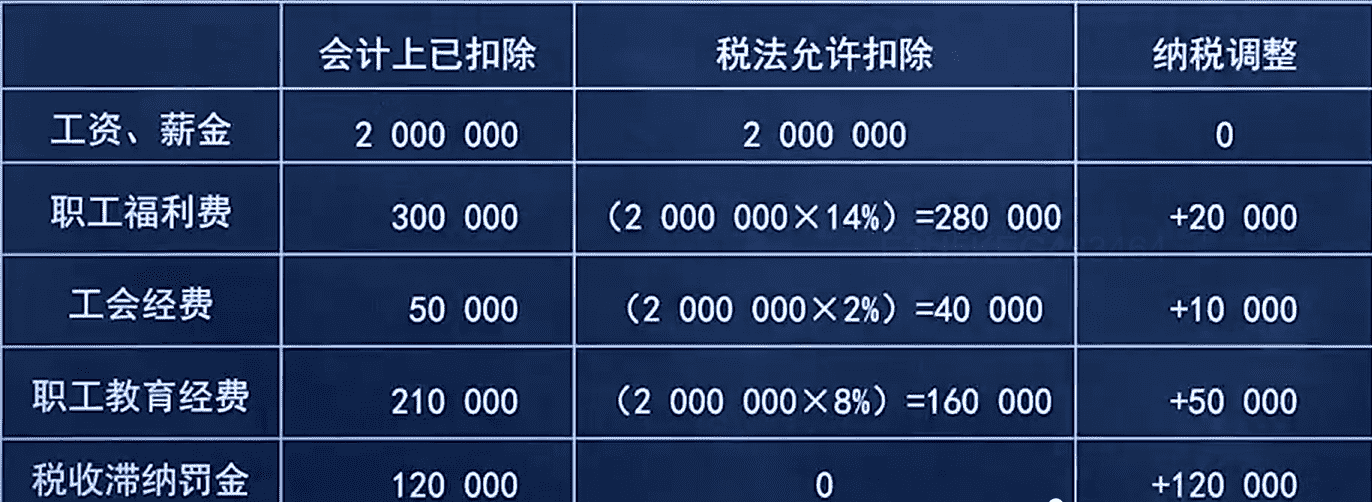 会计上已扣除 税法允许扣除 纳税调整
工资、薪金 2 000 000 2 000 000 0
职工福利费 300 000 (2 000 000×14%)=280 000 +20 000
工会经费 50 000 (2 000 000×2%)=40 000 +10 000
职工教育经费 210 000 (2 000 000×8%)=160 000 +50 000
税收滞纳罚金 120 000 0 +120 000